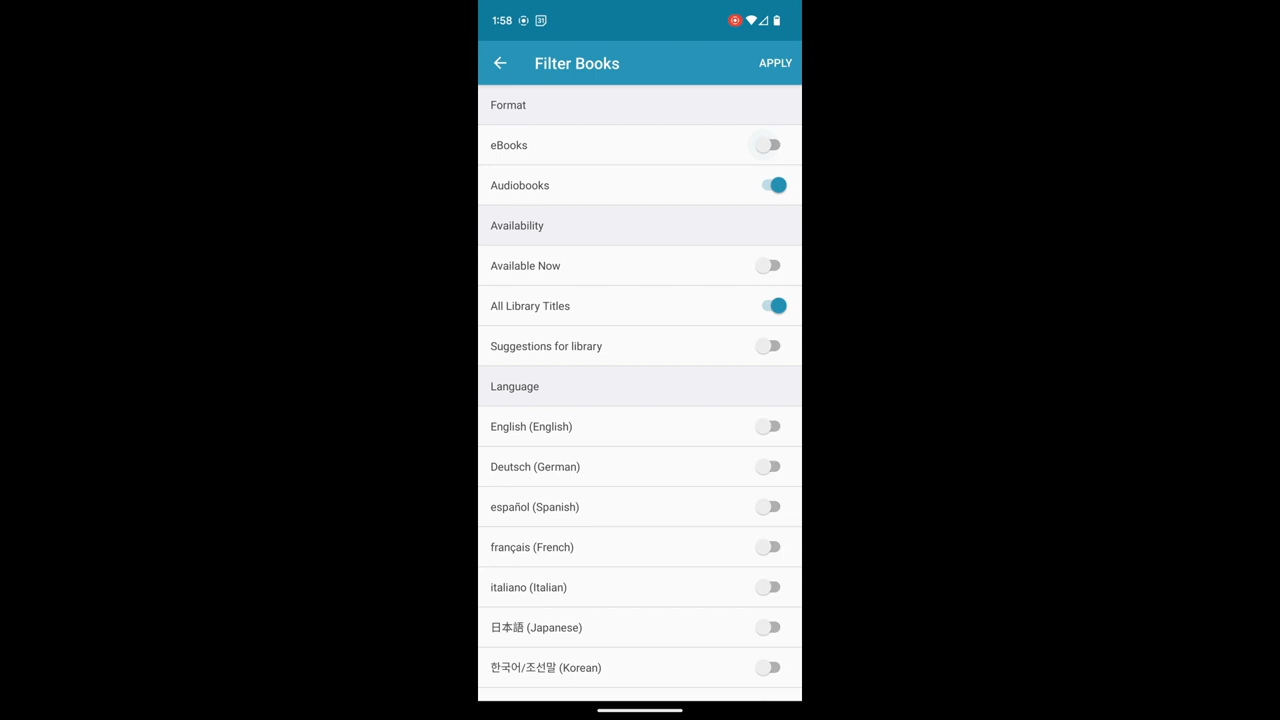 1:58
31
Filter Books
APPLY
Format
eBooks
Audiobooks
Availability
Available Now
All Library Titles
Suggestions for library
Language
English (English)
Deutsch (German)
español (Spanish)
français (French)
italiano (Italian)
日本語 (Japanese)
한국어/조선말 (Korean)